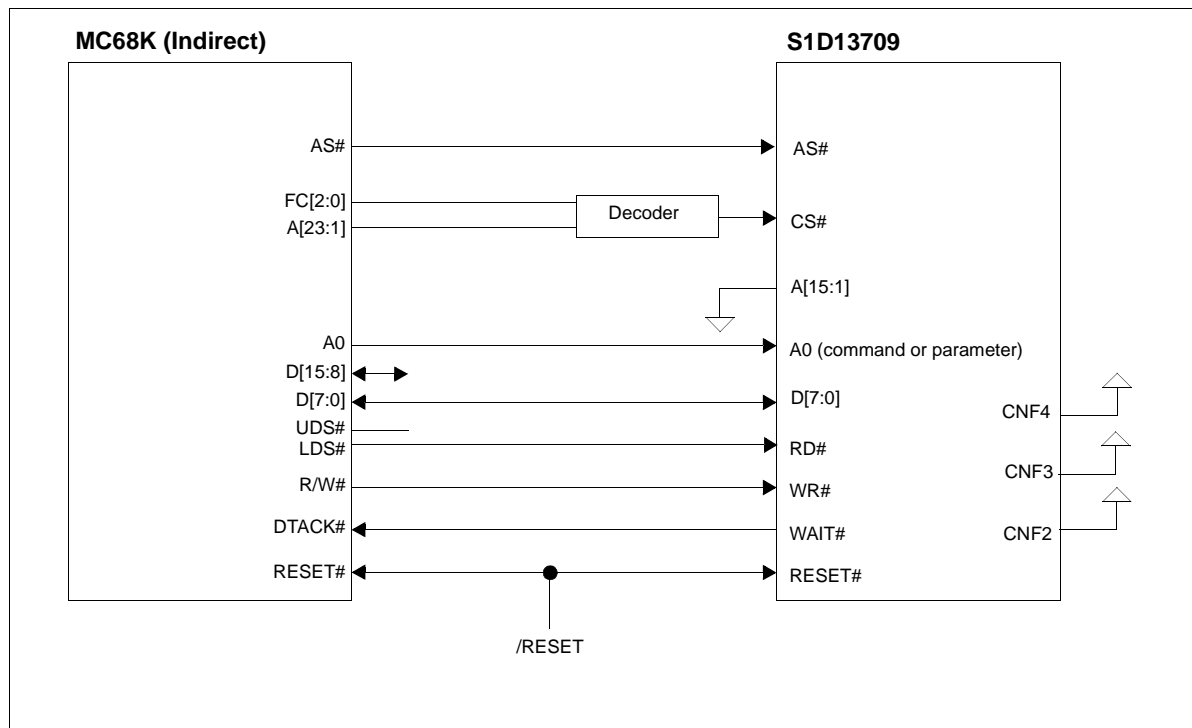 MC68K (Indirect)
S1D13709
AS#
AS#
FC[2:0]
A[23:1]
Decoder
CS#
A[15:1]
A0
A0 (command or parameter)
D[15:8]
D[7:0]
D[7:0]
CNF4
UDS#
LDS#
RD#
CNF3
R/W#
WR#
DTACK#
WAIT#
CNF2
RESET#
RESET#
/RESET